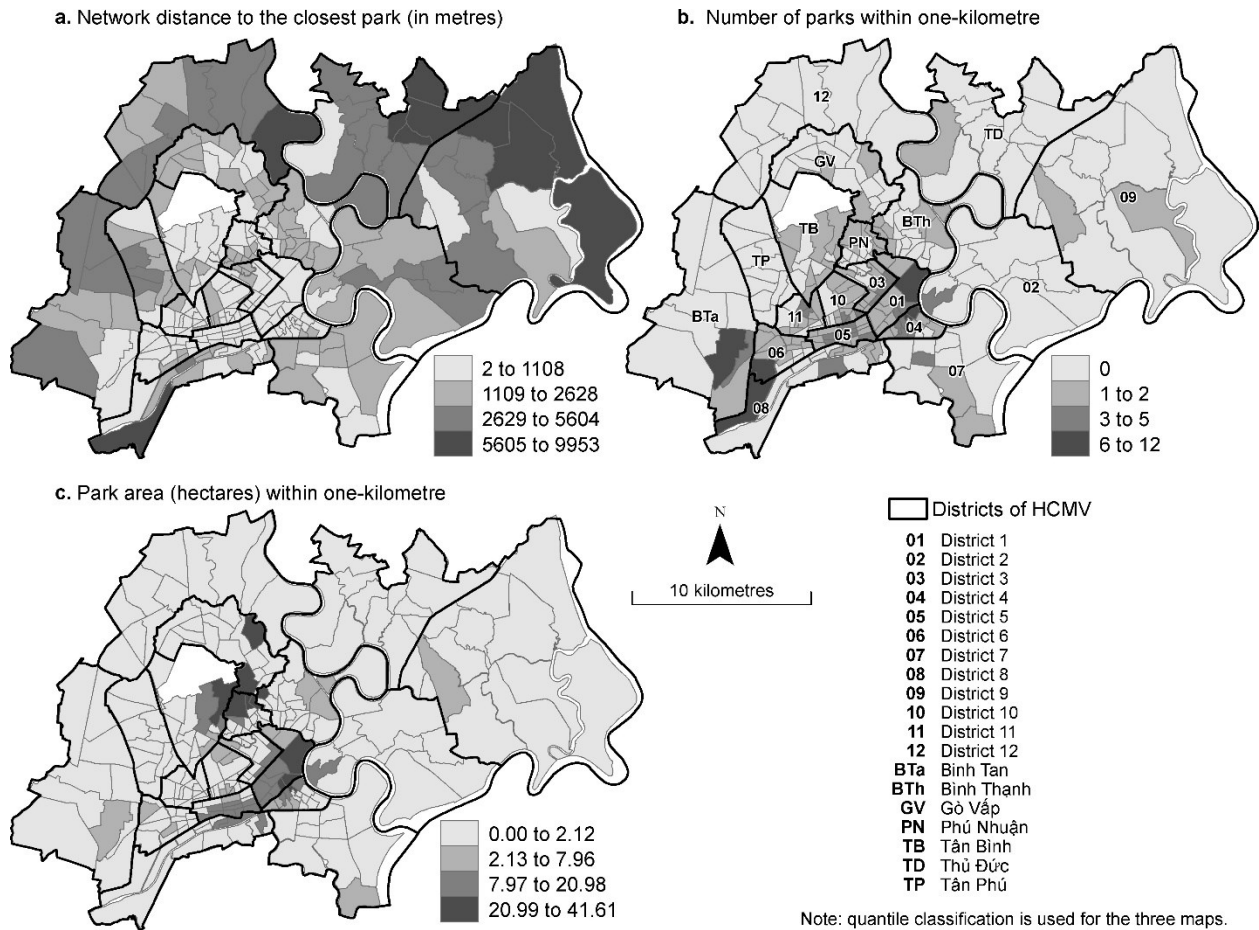 a. Network distance to the closest park (in metres)
2 to 1108
1109 to 2628
2629 to 5604
5605 to 9953
b. Number of parks within one-kilometre
12
TD
GV
09
BTh
TB
PN
TP
03
02
10
01
11
BTa
04
05
06
07
08
0
1 to 2
3 to 5
6 to 12
c. Park area (hectares) within one-kilometre
0.00 to 2.12
2.13 to 7.96
7.97 to 20.98
20.99 to 41.61
N
10 kilometres
Districts of HCMV
01 District 1
02 District 2
03 District 3
04 District 4
05 District 5
06 District 6
07 District 7
08 District 8
09 District 9
10 District 10
11 District 11
12 District 12
BTa Binh Tan
BTh Bình Thạnh
GV Gò Vấp
PN Phú Nhuận
TB Tân Bình
TD Thủ Đức
TP Tân Phú
Note: quantile classification is used for the three maps.